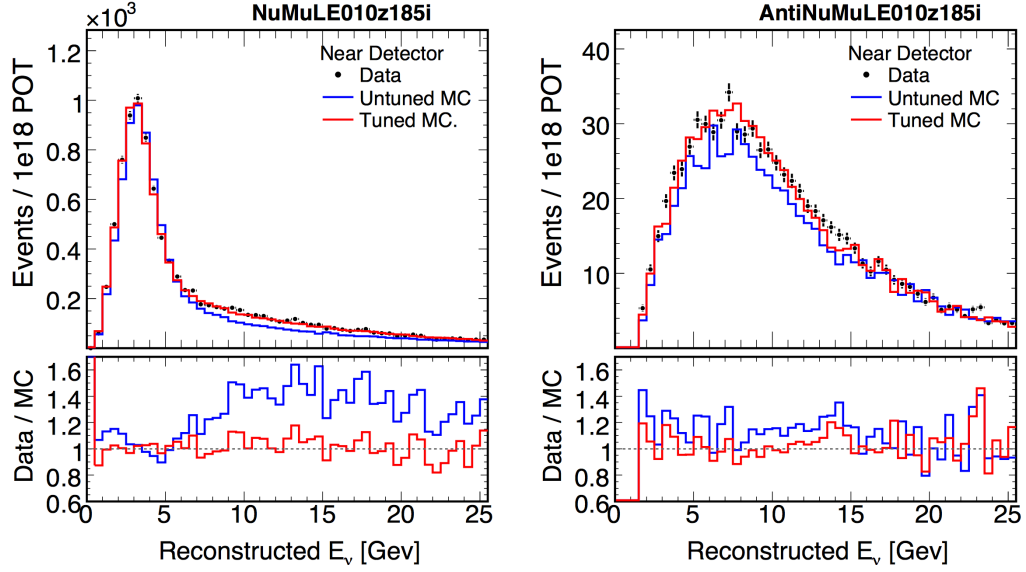 NuMuLE010z185i
×10³
Events / 1e18 POT
1.2
1
0.8
0.6
0.4
0.2
Near Detector
Data
Untuned MC
Tuned MC.
Data / MC
1.6
1.4
1.2
1
0.8
0.6
0 5 10 15 20 25
Reconstructed Eν [Gev]
AntiNuMuLE010z185i
Events / 1e18 POT
40
30
20
10
Near Detector
Data
Untuned MC
Tuned MC
Data / MC
1.6
1.4
1.2
1
0.8
0.6
0 5 10 15 20 25
Reconstructed Eν [Gev]